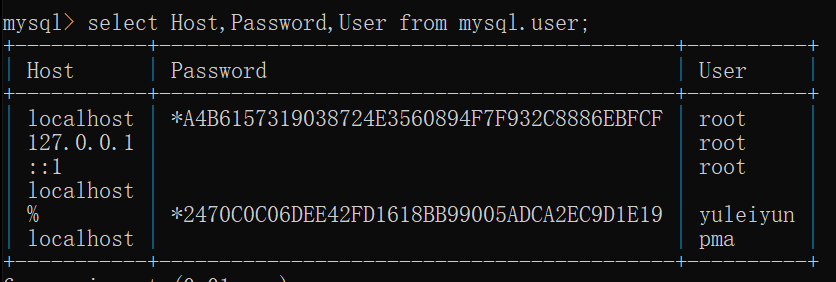 mysql> select Host,Password,User from mysql.user;
+-----------+-------------------------------------------+----------+
| Host | Password | User |
+-----------+-------------------------------------------+----------+
| localhost | *A4B6157319038724E3560894F7F932C8886EBFCF | root |
| 127.0.0.1 | | root |
| ::1 | | root |
| localhost | | |
| % | *2470C0C06DEE42FD1618BB99005ADCA2EC9D1E19 | yuleiyun |
| localhost | | pma |
+-----------+-------------------------------------------+----------+